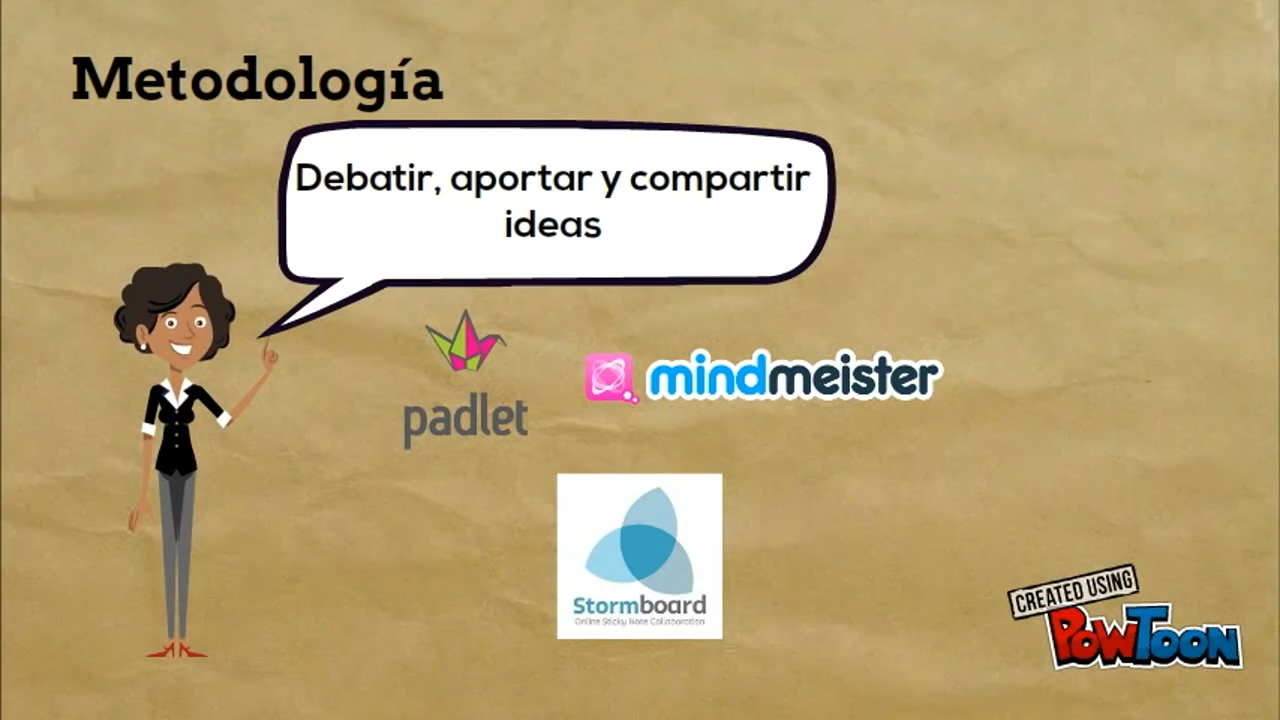 Metodología
Debatir, aportar y compartir
ideas
padlet
mindmeister
Stormboard
Online Sticky Note Collaboration
CREATED USING
POWTOON